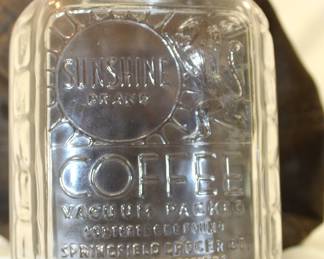 SUNSHINE
BRAND
COFFEE
VACUUM PACKED
SPRINGFIELD GROCER CO